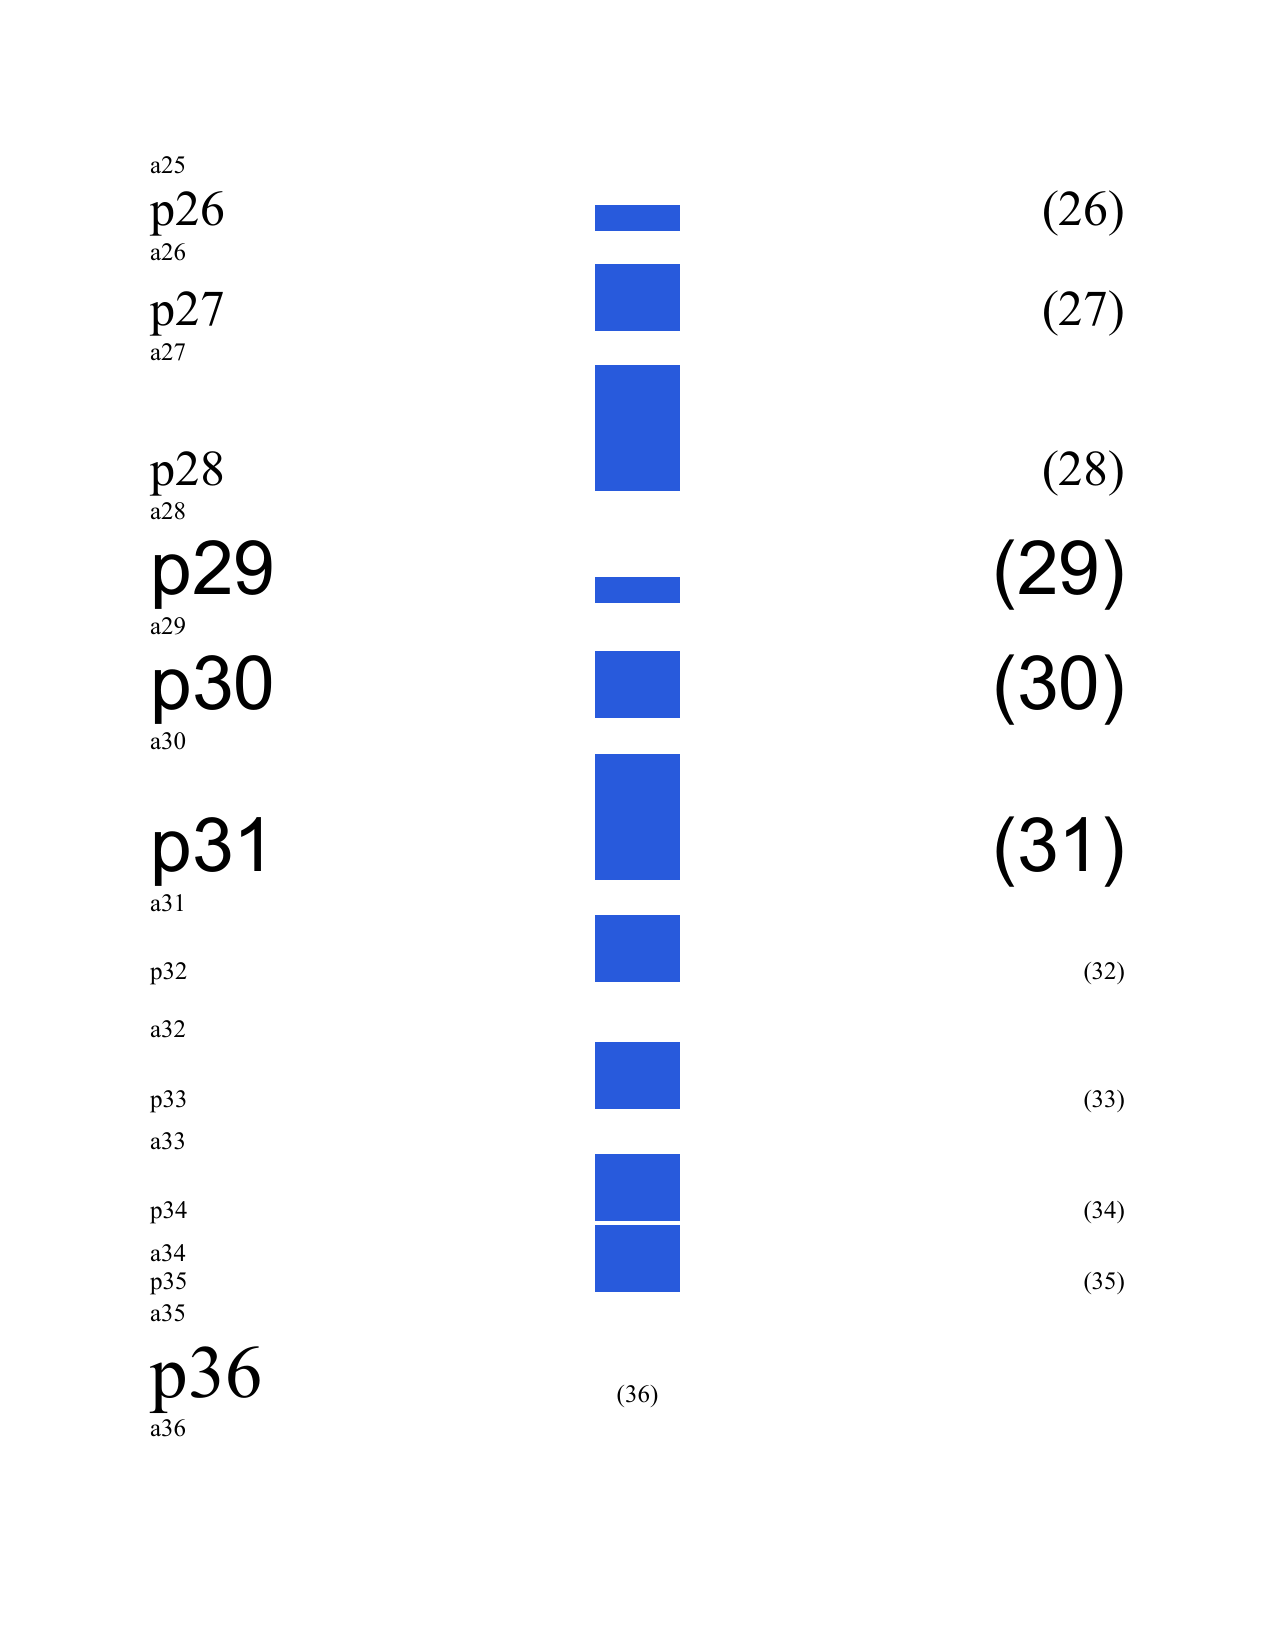 a25
p26 (26)
a26
p27 (27)
a27
p28 (28)
a28
p29 (29)
a29
p30 (30)
a30
p31 (31)
a31
p32 (32)
a32
p33 (33)
a33
p34 (34)
a34
p35 (35)
a35
p36 (36)
a36